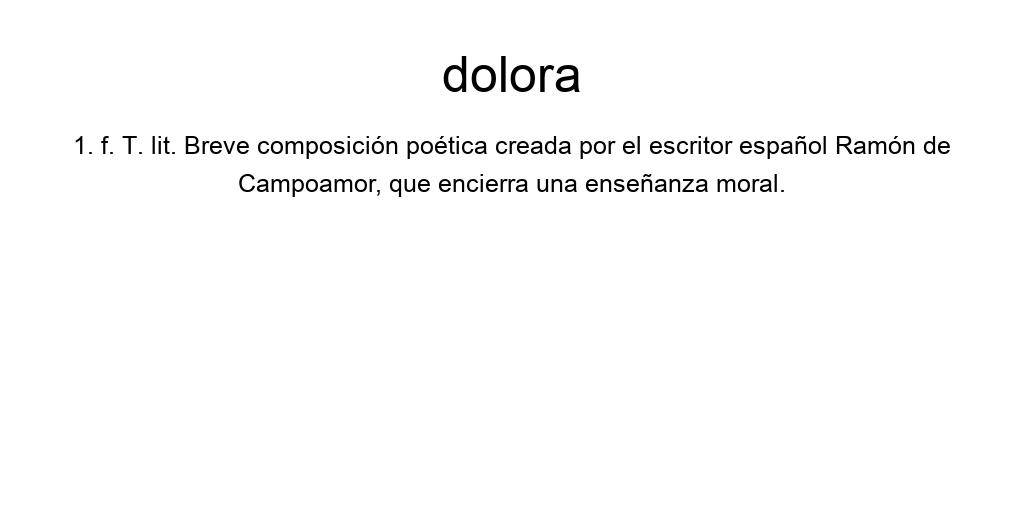 dolora
1. f. T. lit. Breve composición poética creada por el escritor español Ramón de
Campoamor, que encierra una enseñanza moral.